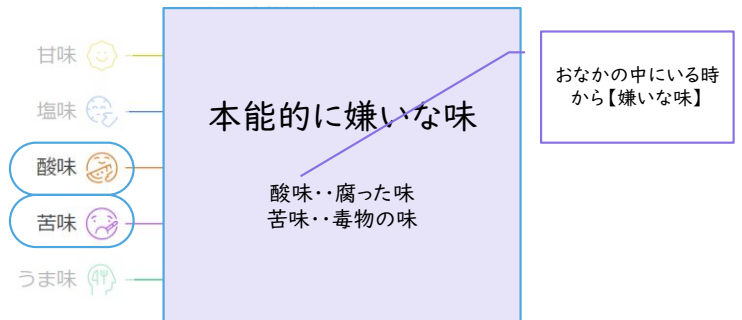 甘味
塩味
酸味
苦味
うま味
本能的に嫌いな味
酸味･･腐った味
苦味･･毒物の味
おなかの中にいる時
から【嫌いな味】